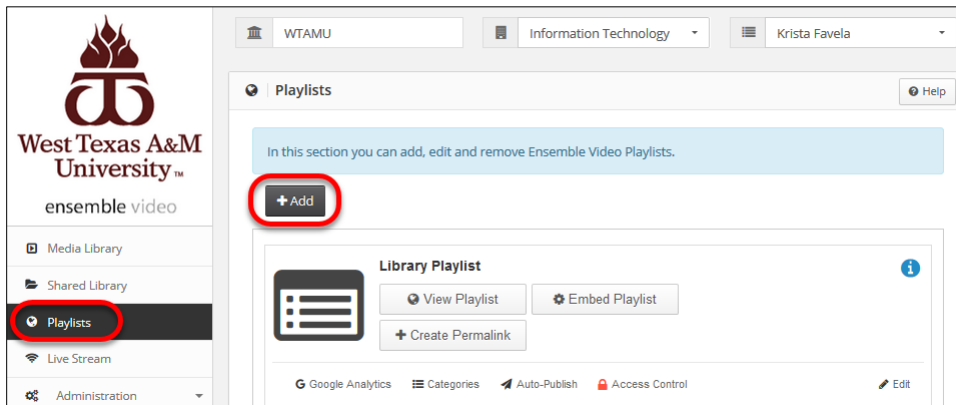 West Texas A&M
University™
ensemble video
Media Library
Shared Library
Playlists
Live Stream
Administration
WTAMU
Information Technology
Krista Favela
Playlists
Help
In this section you can add, edit and remove Ensemble Video Playlists.
+Add
Library Playlist
View Playlist
Embed Playlist
+ Create Permalink
G Google Analytics
Categories
Auto-Publish
Access Control
Edit